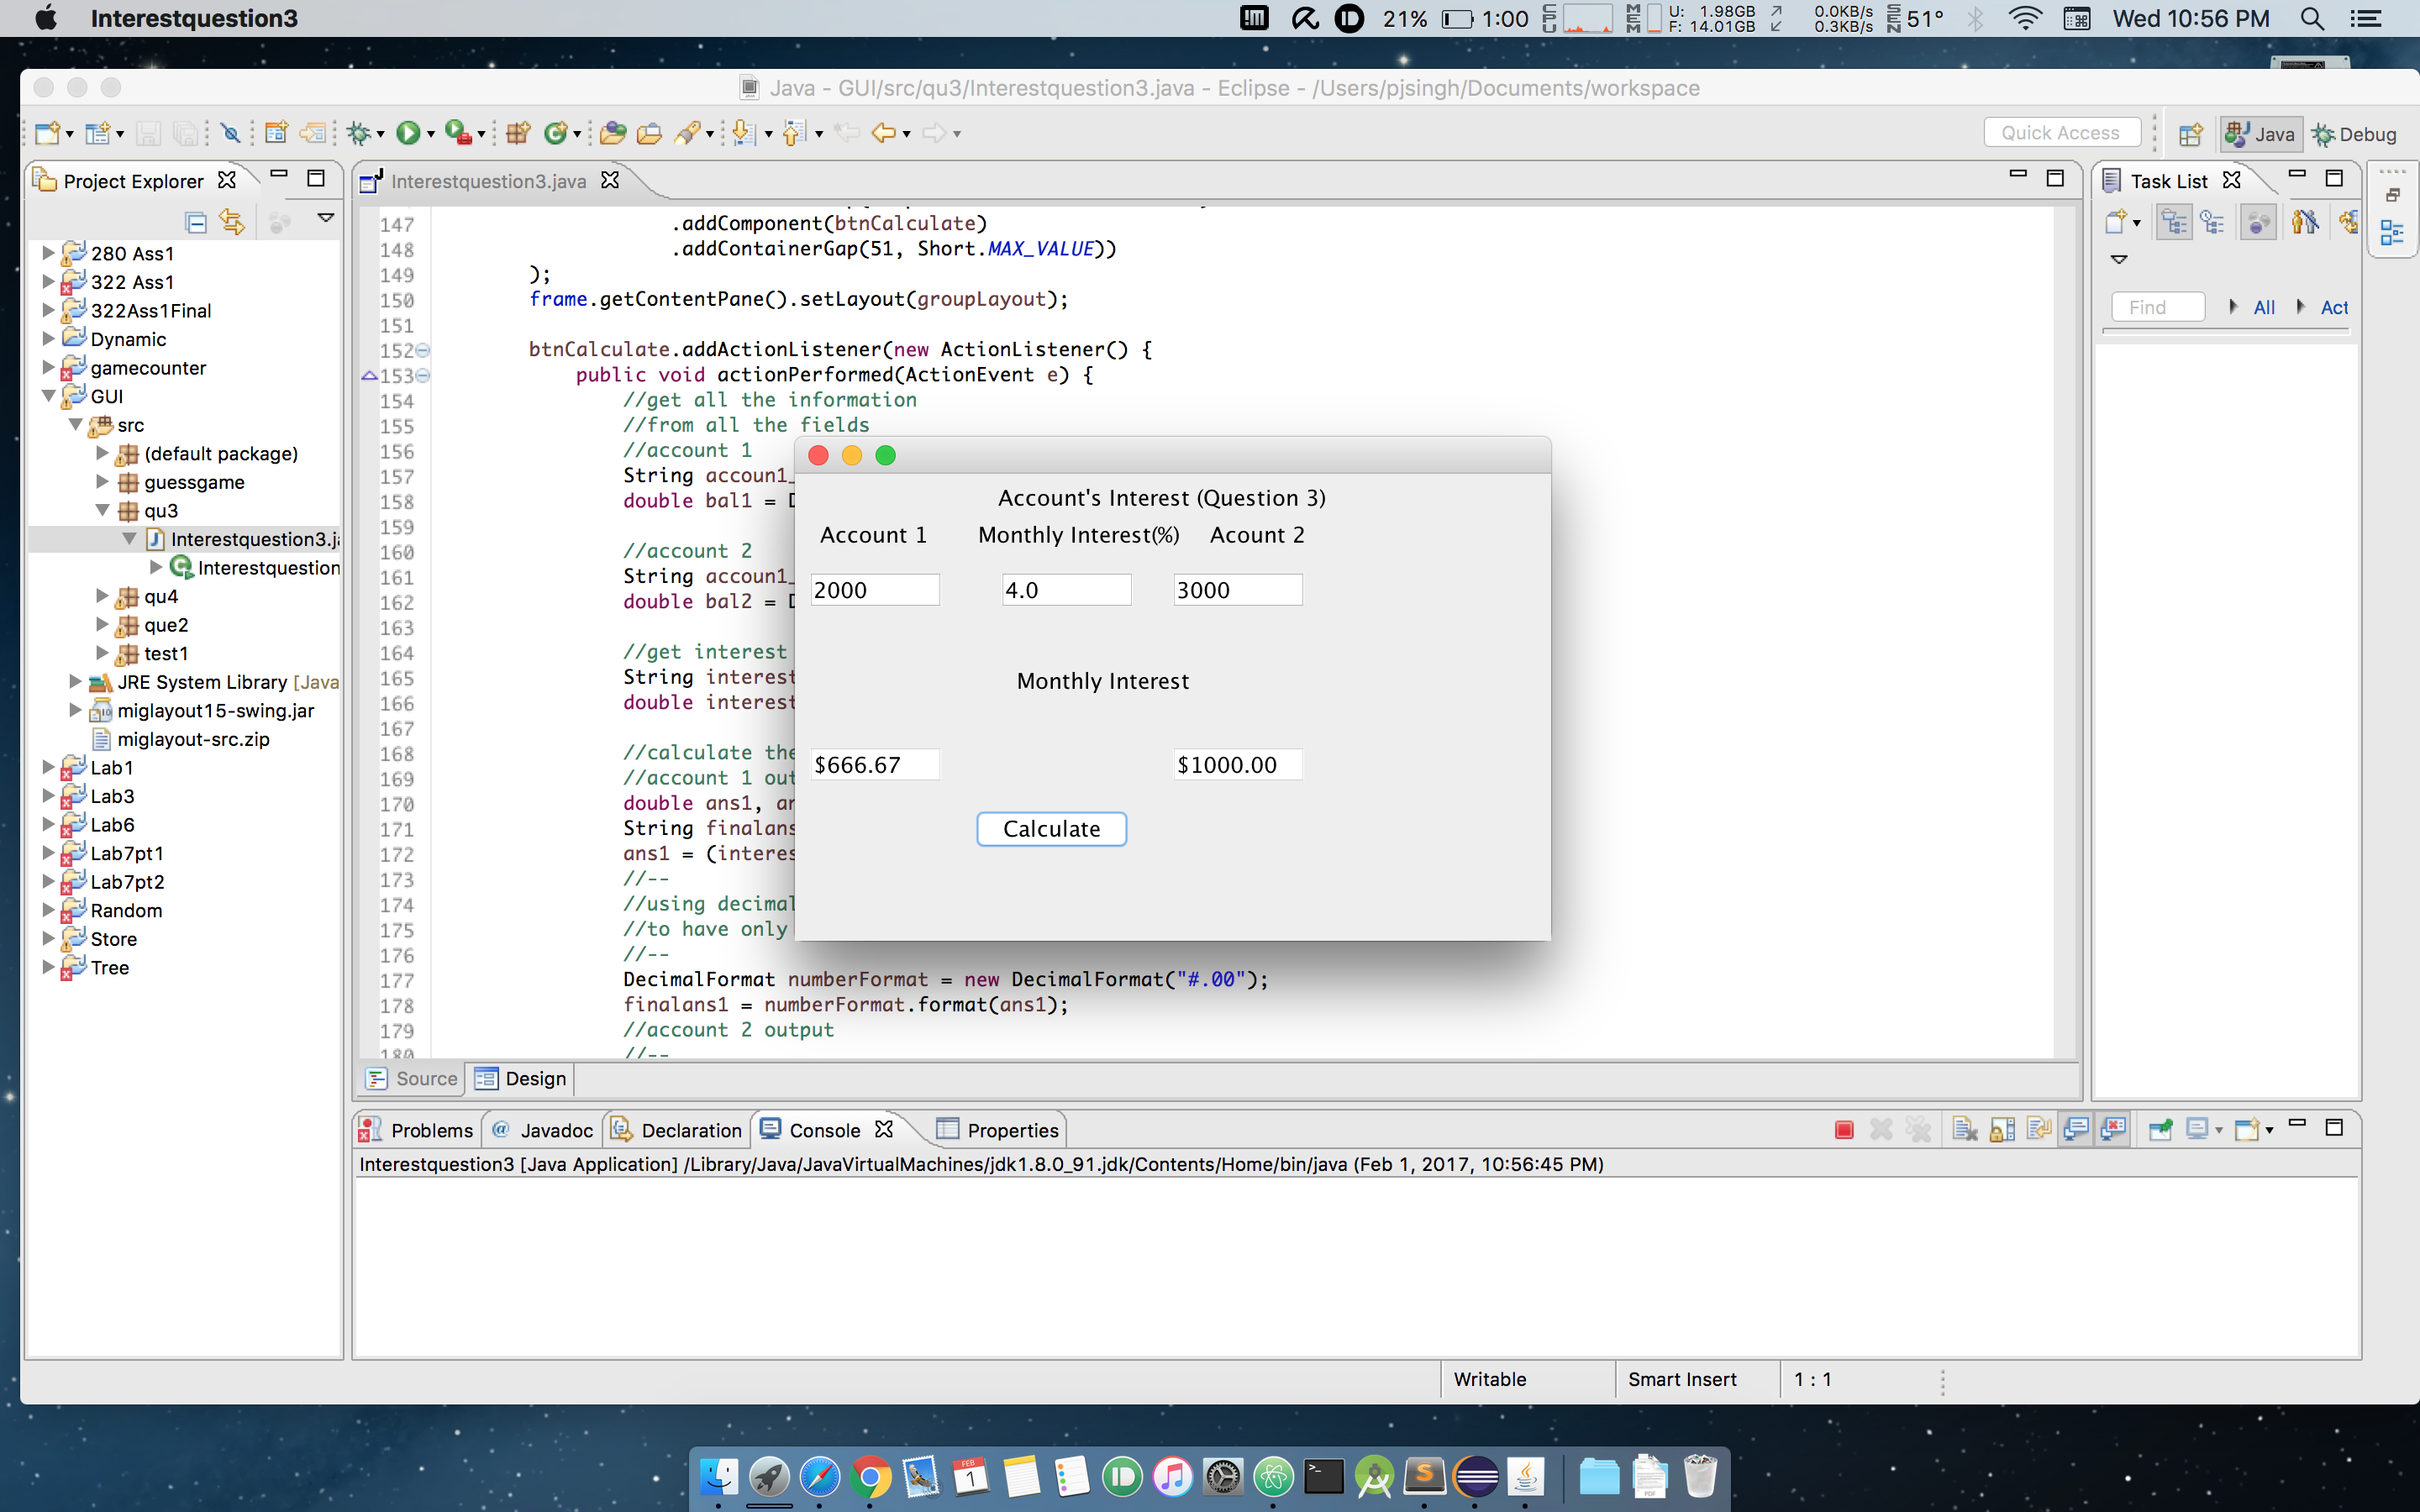 Interestquestion3
21% 1:00 CPU MEM U: 1.98GB 0.0KB/s SEN 51° Wed 10:56 PM
F: 14.01GB 0.3KB/s
Java - GUI/src/qu3/Interestquestion3.java - Eclipse - /Users/pjsingh/Documents/workspace
Quick Access Java Debug
Project Explorer
280 Ass1
322 Ass1
322Ass1Final
Dynamic
gamecounter
GUI
src
(default package)
guessgame
qu3
Interestquestion3.ja
Interestquestion
qu4
que2
test1
JRE System Library [Java
miglayout15-swing.jar
miglayout-src.zip
Lab1
Lab3
Lab6
Lab7pt1
Lab7pt2
Random
Store
Tree
Interestquestion3.java
147 .addComponent(btnCalculate)
148 .addContainerGap(51, Short.MAX_VALUE))
149 );
150 frame.getContentPane().setLayout(groupLayout);
151
152 btnCalculate.addActionListener(new ActionListener() {
153 public void actionPerformed(ActionEvent e) {
154 //get all the information
155 //from all the fields
156 //account 1
157 String accoun1_
158 double bal1 = D
159
160 //account 2
161 String accoun1_
162 double bal2 = D
163
164 //get interest
165 String interest
166 double interest
167
168 //calculate the
169 //account 1 out
170 double ans1, an
171 String finalans
172 ans1 = (interes
173 //--
174 //using decimal
175 //to have only
176 //--
177 DecimalFormat numberFormat = new DecimalFormat("#.00");
178 finalans1 = numberFormat.format(ans1);
179 //account 2 output
180 //--
Account's Interest (Question 3)
Account 1 Monthly Interest(%) Acount 2
2000 4.0 3000
Monthly Interest
$666.67 $1000.00
Calculate
Source Design
Task List
Find All Act
Problems Javadoc Declaration Console Properties
Interestquestion3 [Java Application] /Library/Java/JavaVirtualMachines/jdk1.8.0_91.jdk/Contents/Home/bin/java (Feb 1, 2017, 10:56:45 PM)
Writable Smart Insert 1 : 1
FEB
1
PDF